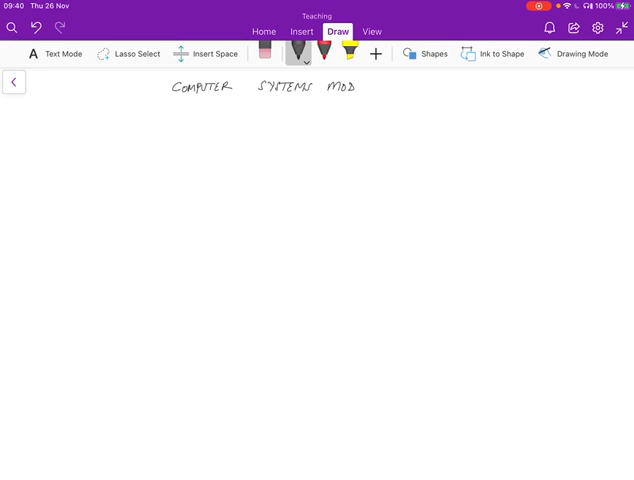 09:40 Thu 26 Nov 100%
Teaching
Home Insert Draw View
Text Mode Lasso Select Insert Space Shapes Ink to Shape Drawing Mode
COMPUTER SYSTEMS MOD